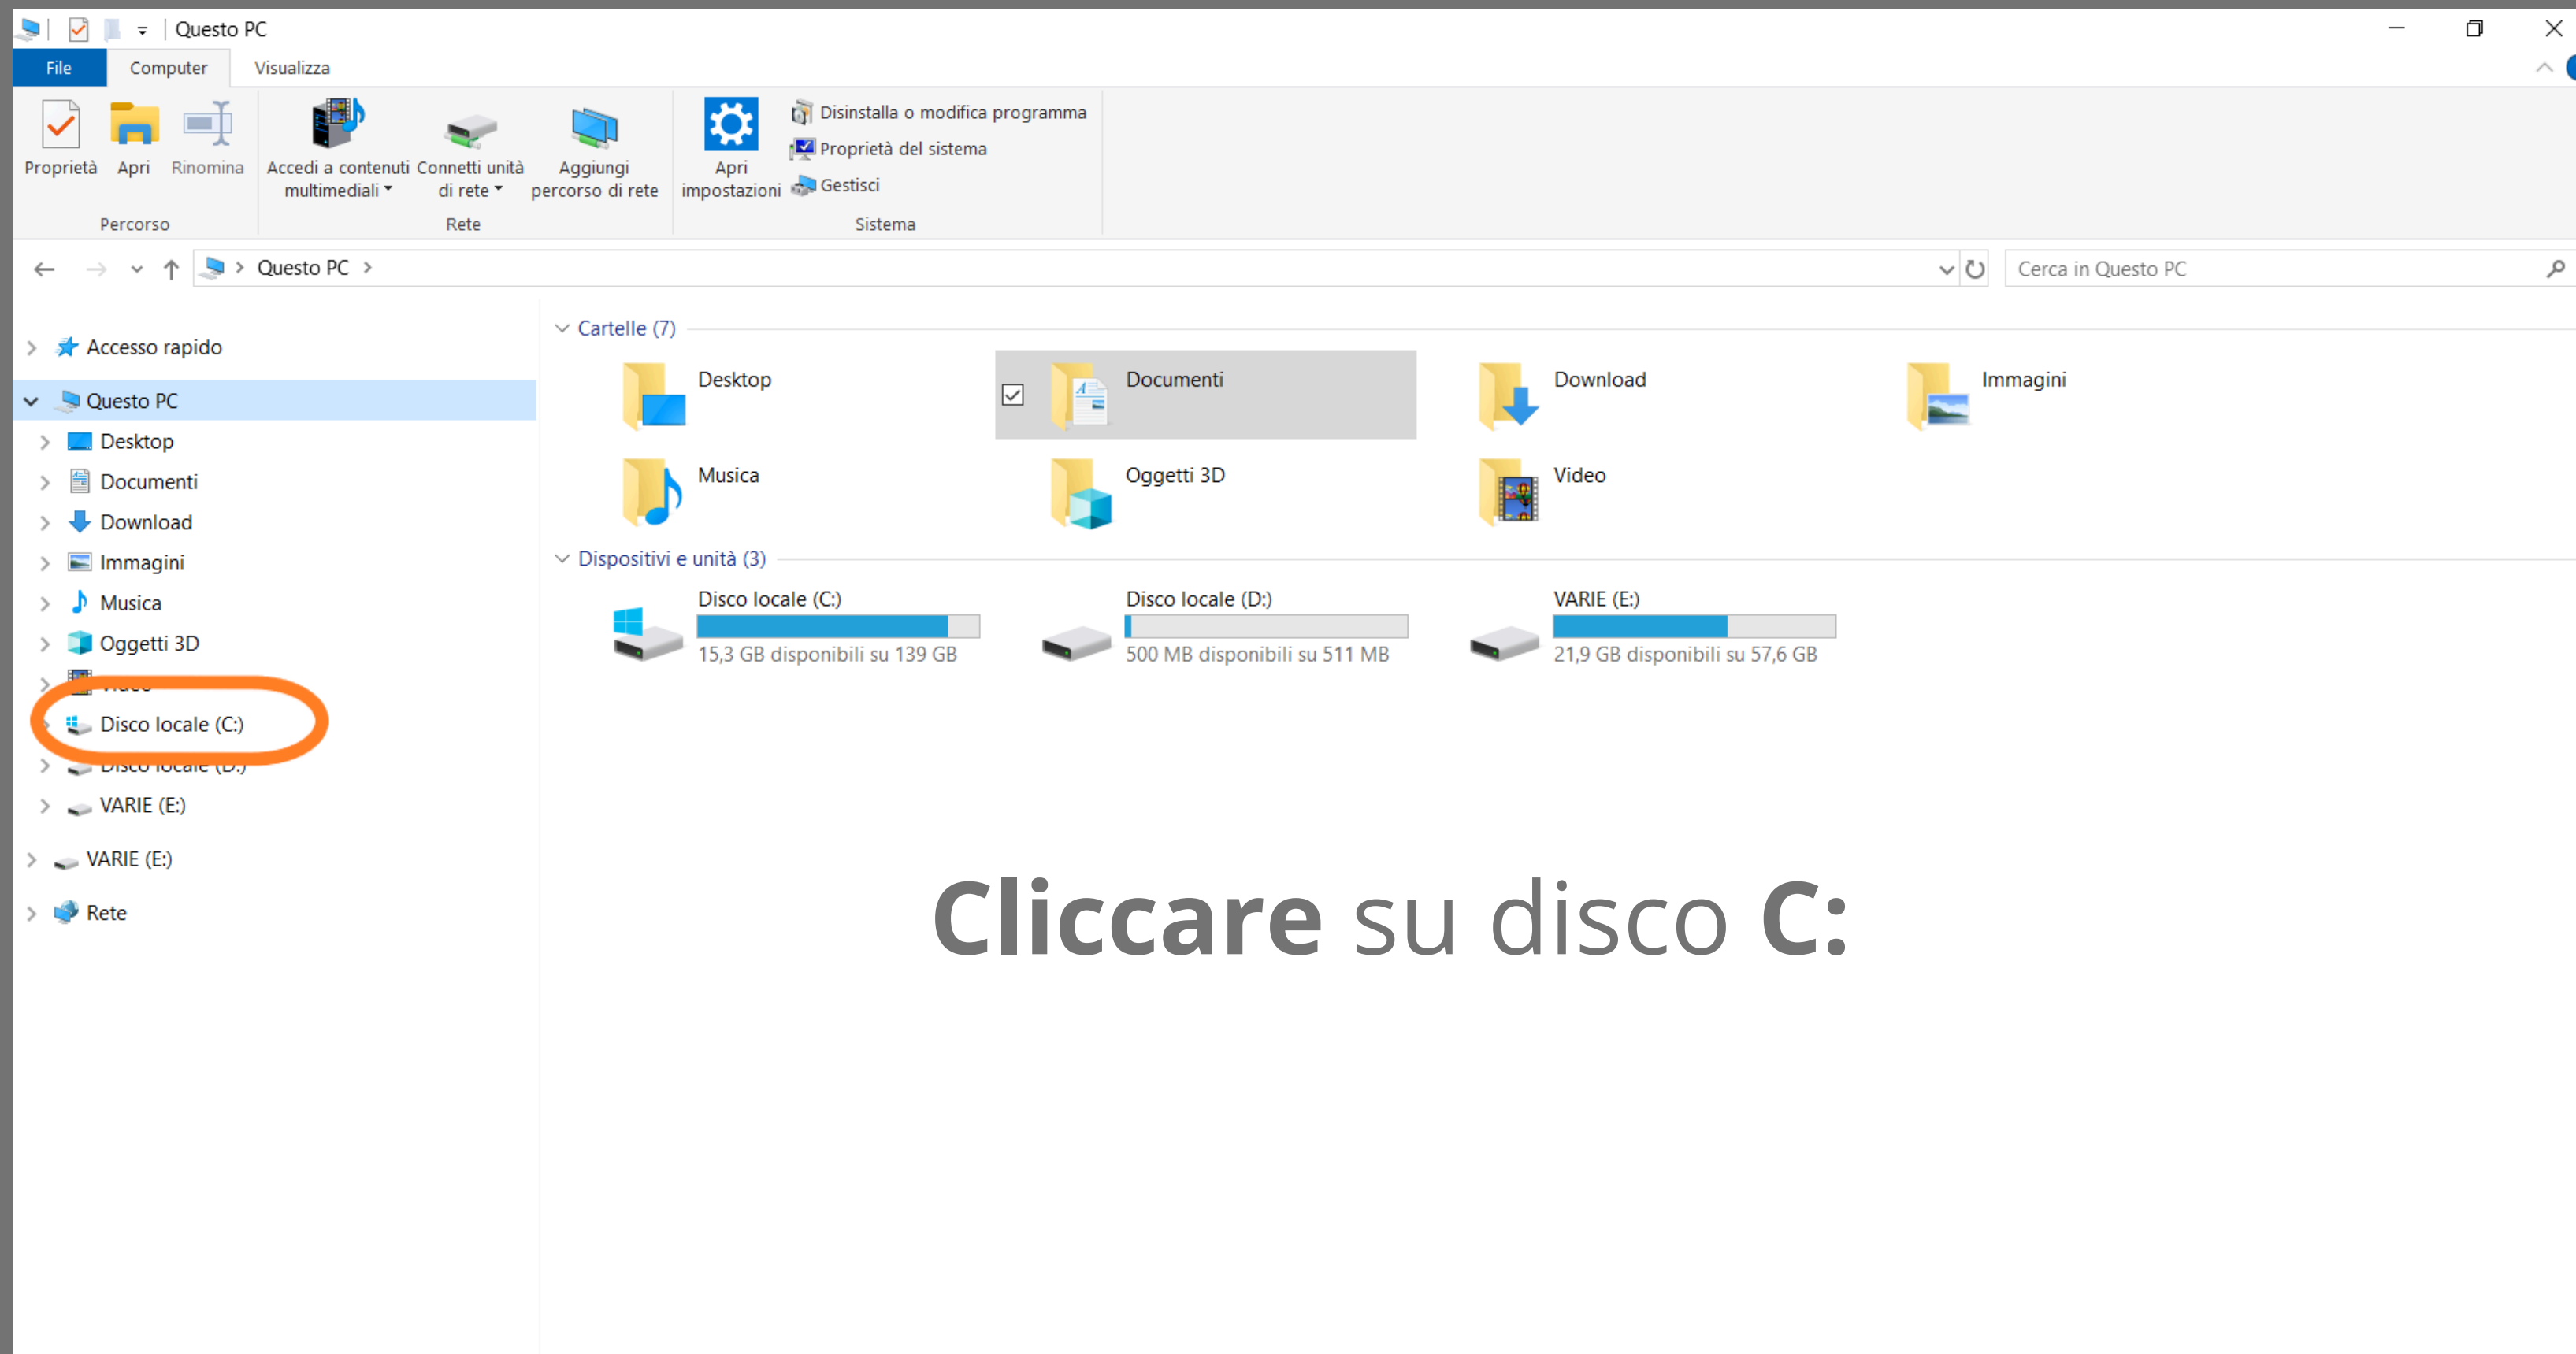 Questo PC
File Computer Visualizza
Proprietà Apri Rinomina
Accedi a contenuti multimediali
Connetti unità di rete
Aggiungi percorso di rete
Apri impostazioni
Disinstalla o modifica programma
Proprietà del sistema
Gestisci
Percorso Rete Sistema
Questo PC
Cerca in Questo PC
Accesso rapido
Questo PC
Desktop
Documenti
Download
Immagini
Musica
Oggetti 3D
Video
Disco locale (C:)
Disco locale (D:)
VARIE (E:)
VARIE (E:)
Rete
Cartelle (7)
Desktop Documenti Download Immagini
Musica Oggetti 3D Video
Dispositivi e unità (3)
Disco locale (C:)
15,3 GB disponibili su 139 GB
Disco locale (D:)
500 MB disponibili su 511 MB
VARIE (E:)
21,9 GB disponibili su 57,6 GB
Cliccare su disco C: